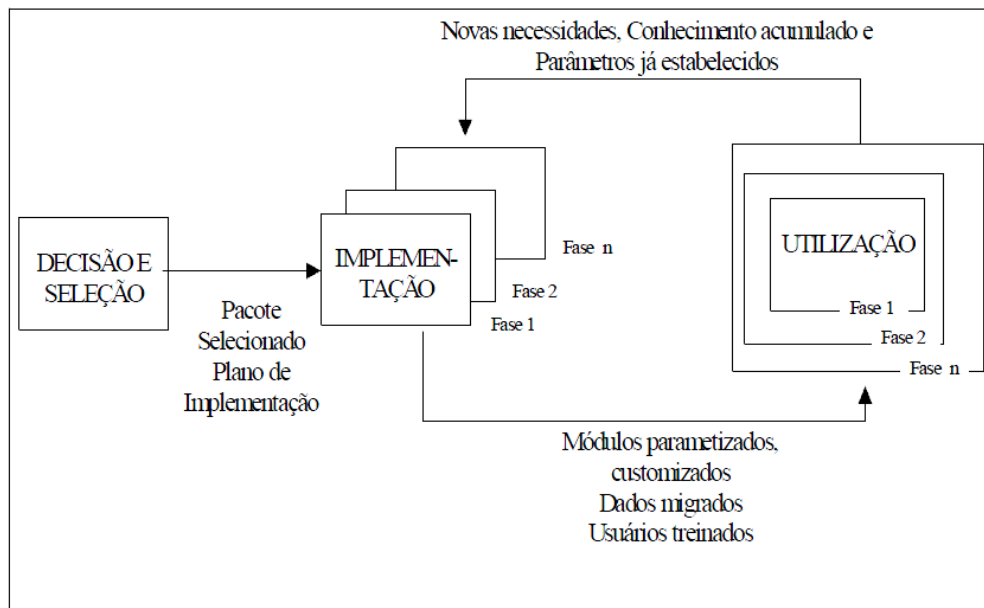 Novas necessidades, Conhecimento acumulado e
Parâmetros já estabelecidos
DECISÃO E
SELEÇÃO
Pacote
Selecionado
Plano de
Implementação
IMPLEMEN-
TAÇÃO
Fase 1
Fase 2
Fase n
UTILIZAÇÃO
Fase 1
Fase 2
Fase n
Módulos parametizados,
customizados
Dados migrados
Usuários treinados